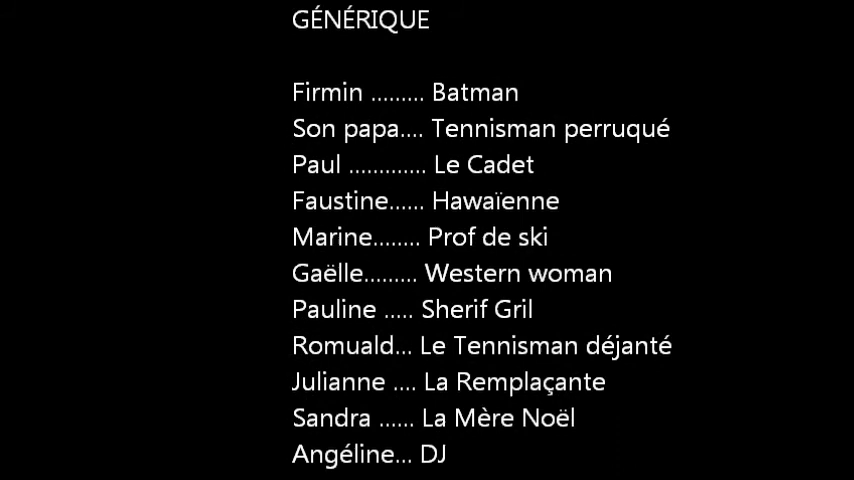 GÉNÉRIQUE
Firmin ......... Batman
Son papa.... Tennisman perruqué
Paul ............. Le Cadet
Faustine...... Hawaïenne
Marine........ Prof de ski
Gaëlle......... Western woman
Pauline ..... Sherif Gril
Romuald... Le Tennisman déjanté
Julianne .... La Remplaçante
Sandra ...... La Mère Noël
Angéline... DJ